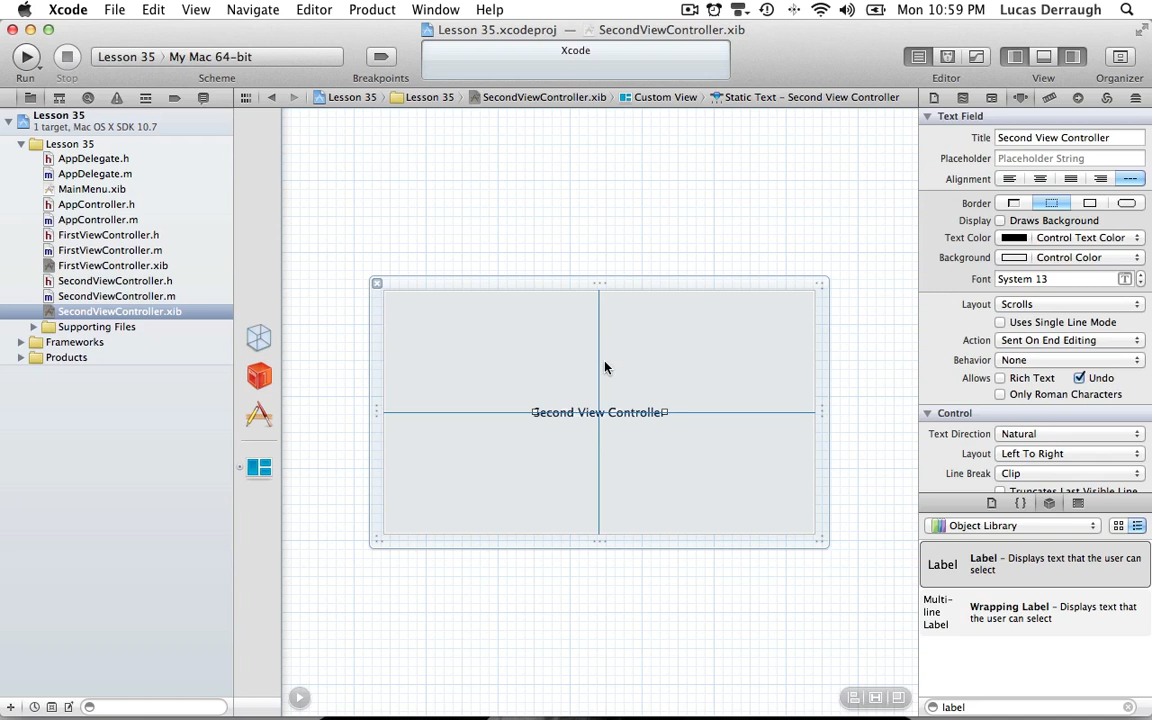 Xcode File Edit View Navigate Editor Product Window Help Mon 10:59 PM Lucas Derraugh
Lesson 35.xcodeproj — SecondViewController.xib
Lesson 35 〉 My Mac 64-bit
Xcode
Run Stop Scheme Breakpoints Editor View Organizer
Lesson 35 〉 Lesson 35 〉 SecondViewController.xib 〉 Custom View 〉 Static Text – Second View Controller
Lesson 35
1 target, Mac OS X SDK 10.7
Lesson 35
h AppDelegate.h
m AppDelegate.m
MainMenu.xib
h AppController.h
m AppController.m
h FirstViewController.h
m FirstViewController.m
FirstViewController.xib
h SecondViewController.h
m SecondViewController.m
SecondViewController.xib
Supporting Files
Frameworks
Products
Second View Controller
Text Field
Title Second View Controller
Placeholder Placeholder String
Alignment
Border
Display Draws Background
Text Color Control Text Color
Background Control Color
Font System 13 T
Layout Scrolls
Uses Single Line Mode
Action Sent On End Editing
Behavior None
Allows Rich Text Undo
Only Roman Characters
Control
Text Direction Natural
Layout Left To Right
Line Break Clip
Truncates Last Visible Line
{} 
Object Library
Label Label – Displays text that the user can
select
Multi-
line
Label
Wrapping Label – Displays text that
the user can select
label